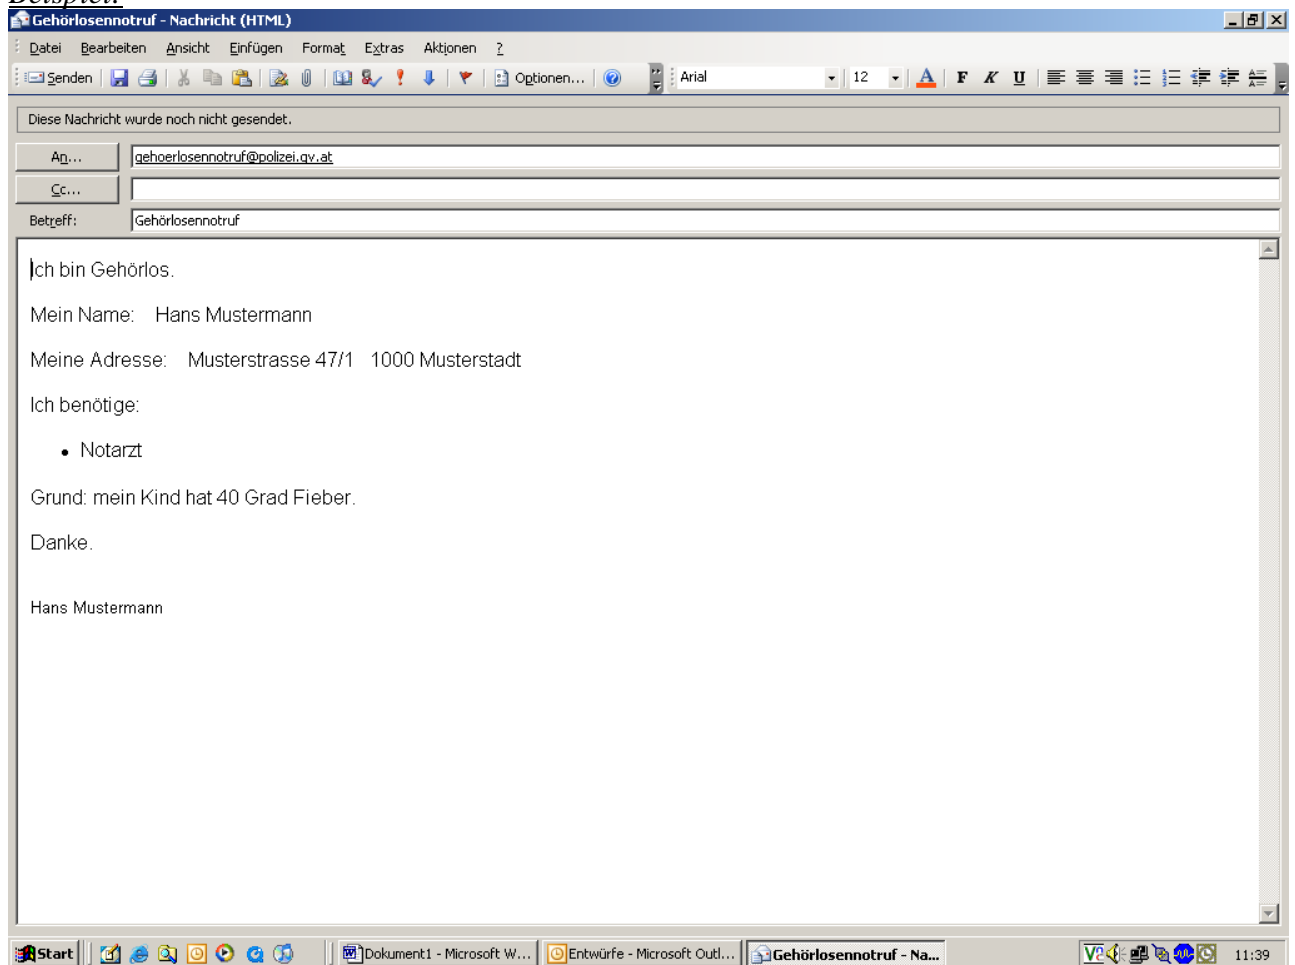 Beispiel:
Gehörlosennotruf - Nachricht (HTML)
Datei Bearbeiten Ansicht Einfügen Format Extras Aktionen ?
Senden Optionen... Arial 12 A F K U
Diese Nachricht wurde noch nicht gesendet.
An... gehoerlosennotruf@polizei.gv.at
Cc...
Betreff: Gehörlosennotruf
Ich bin Gehörlos.
Mein Name: Hans Mustermann
Meine Adresse: Musterstrasse 47/1 1000 Musterstadt
Ich benötige:
• Notarzt
Grund: mein Kind hat 40 Grad Fieber.
Danke.
Hans Mustermann
Start Dokument1 - Microsoft W... Entwürfe - Microsoft Outl... Gehörlosennotruf - Na... 11:39